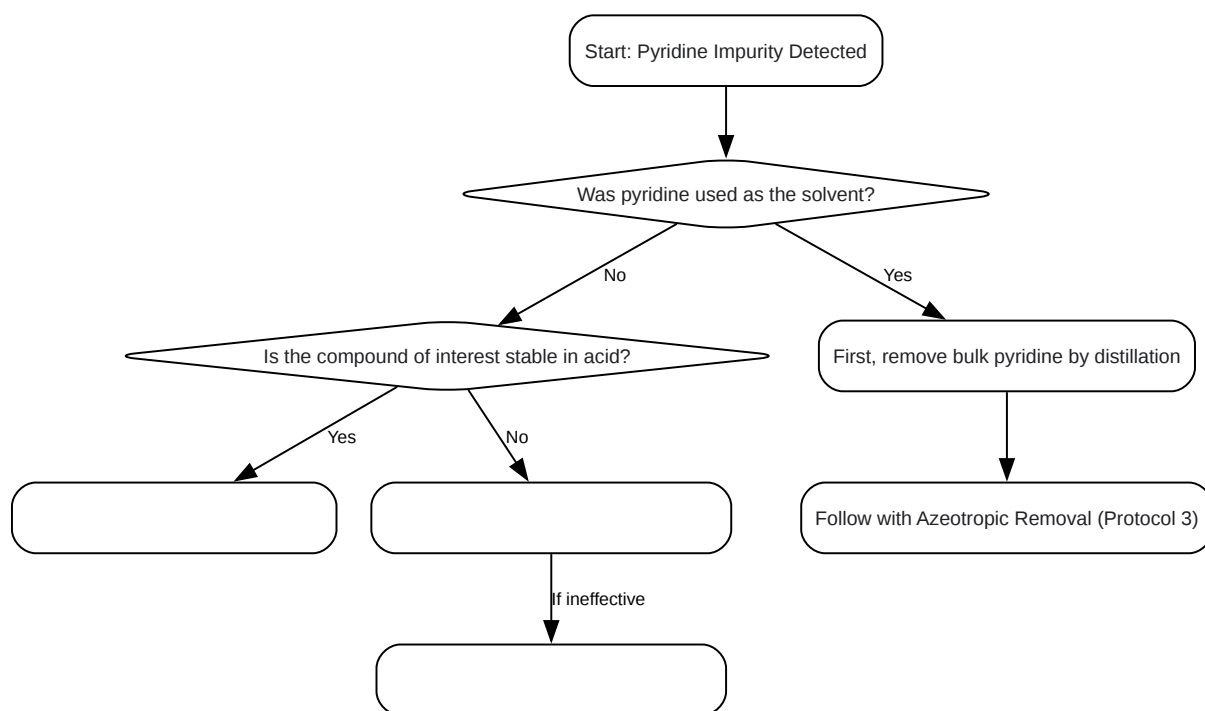 Start: Pyridine Impurity Detected
Was pyridine used as the solvent?
No
Yes
Is the compound of interest stable in acid?
First, remove bulk pyridine by distillation
Yes
No
Follow with Azeotropic Removal (Protocol 3)
If ineffective